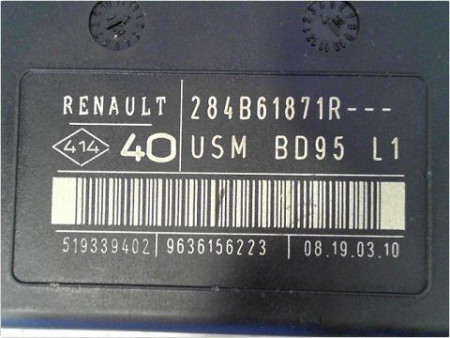 RENAULT 284B61871R---
414 40 USM BD95 L1
519339402 9636156223 08.19.03.10